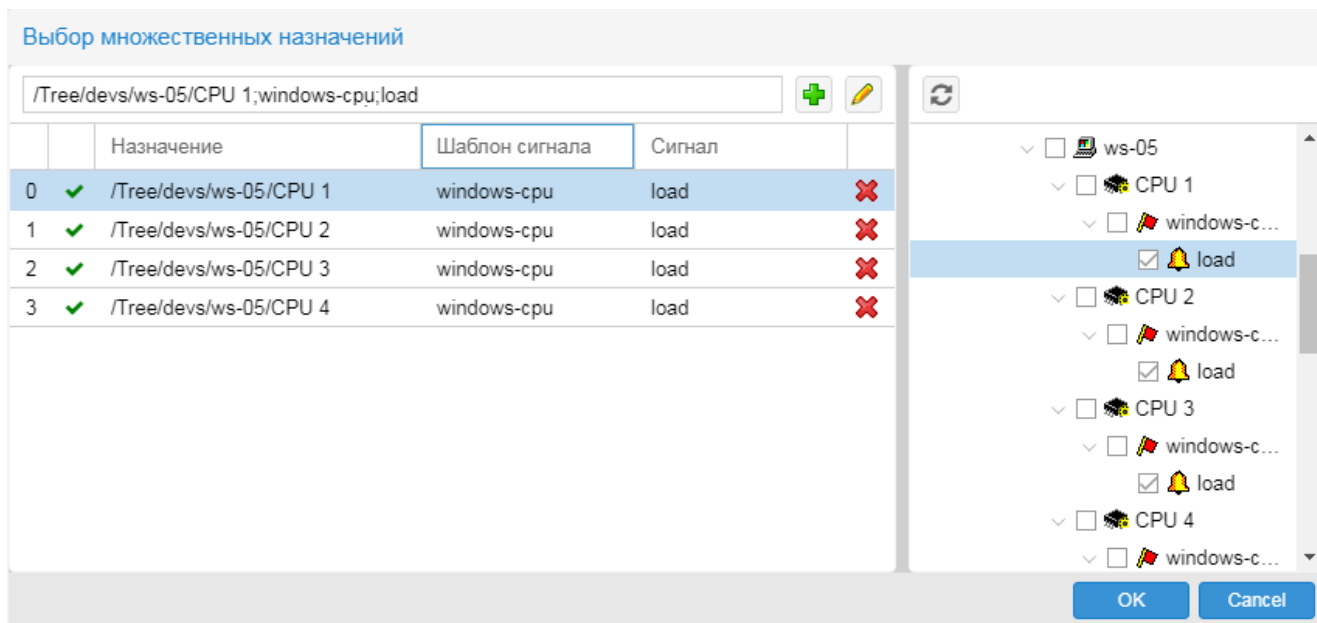 Выбор множественных назначений
/Tree/devs/ws-05/CPU 1;windows-cpu;load
Назначение Шаблон сигнала Сигнал
0 /Tree/devs/ws-05/CPU 1 windows-cpu load
1 /Tree/devs/ws-05/CPU 2 windows-cpu load
2 /Tree/devs/ws-05/CPU 3 windows-cpu load
3 /Tree/devs/ws-05/CPU 4 windows-cpu load
ws-05
CPU 1
windows-c...
load
CPU 2
windows-c...
load
CPU 3
windows-c...
load
CPU 4
windows-c...
OK Cancel